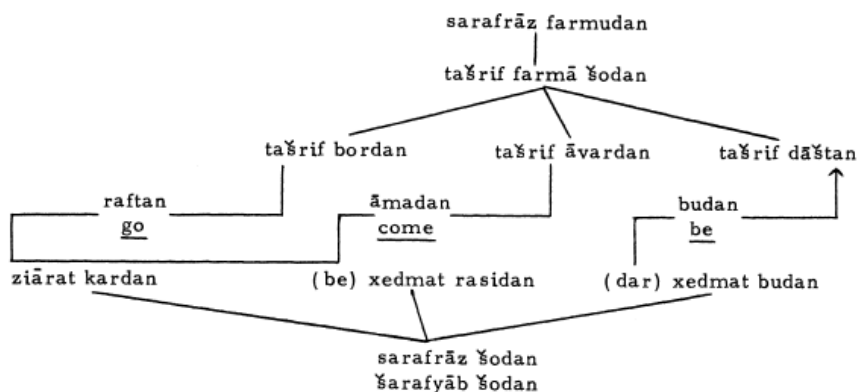 sarafrāz farmudan
tašrif farmā šodan
tašrif bordan tašrif āvardan tašrif dāštan
raftan āmadan budan
go come be
ziārat kardan (be) xedmat rasidan (dar) xedmat budan
sarafrāz šodan
šarafyāb šodan